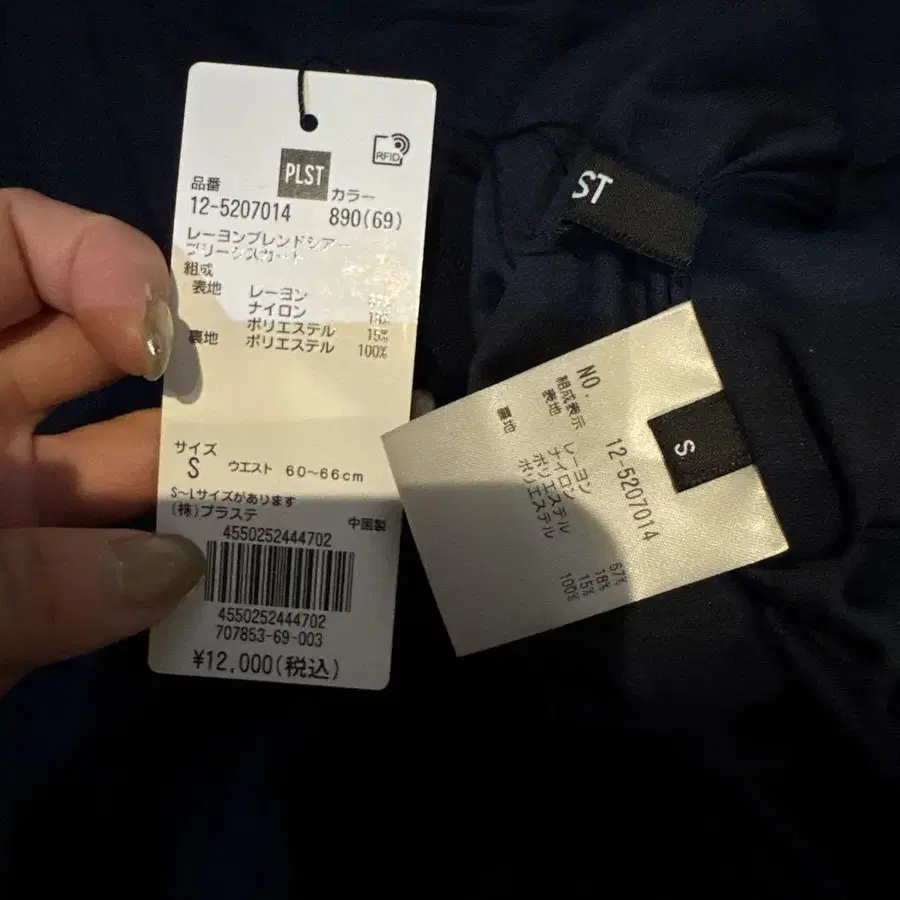 RFID
PLST
品番
カラー
12-5207014 890(69)
レーヨンブレンドシアー
プリーツスカート
組成
表地 レーヨン
ナイロン 18%
ポリエステル 15%
裏地 ポリエステル 100%
サイズ
S ウエスト 60~66cm
S~Lサイズがあります
(株)プラステ 中国製
4550252444702
4550252444702
707853-69-003
¥12,000(税込)
ST
S
NO. 12-5207014
組成表示
表地 レーヨン 67%
ナイロン 18%
ポリエステル 15%
裏地 ポリエステル 100%